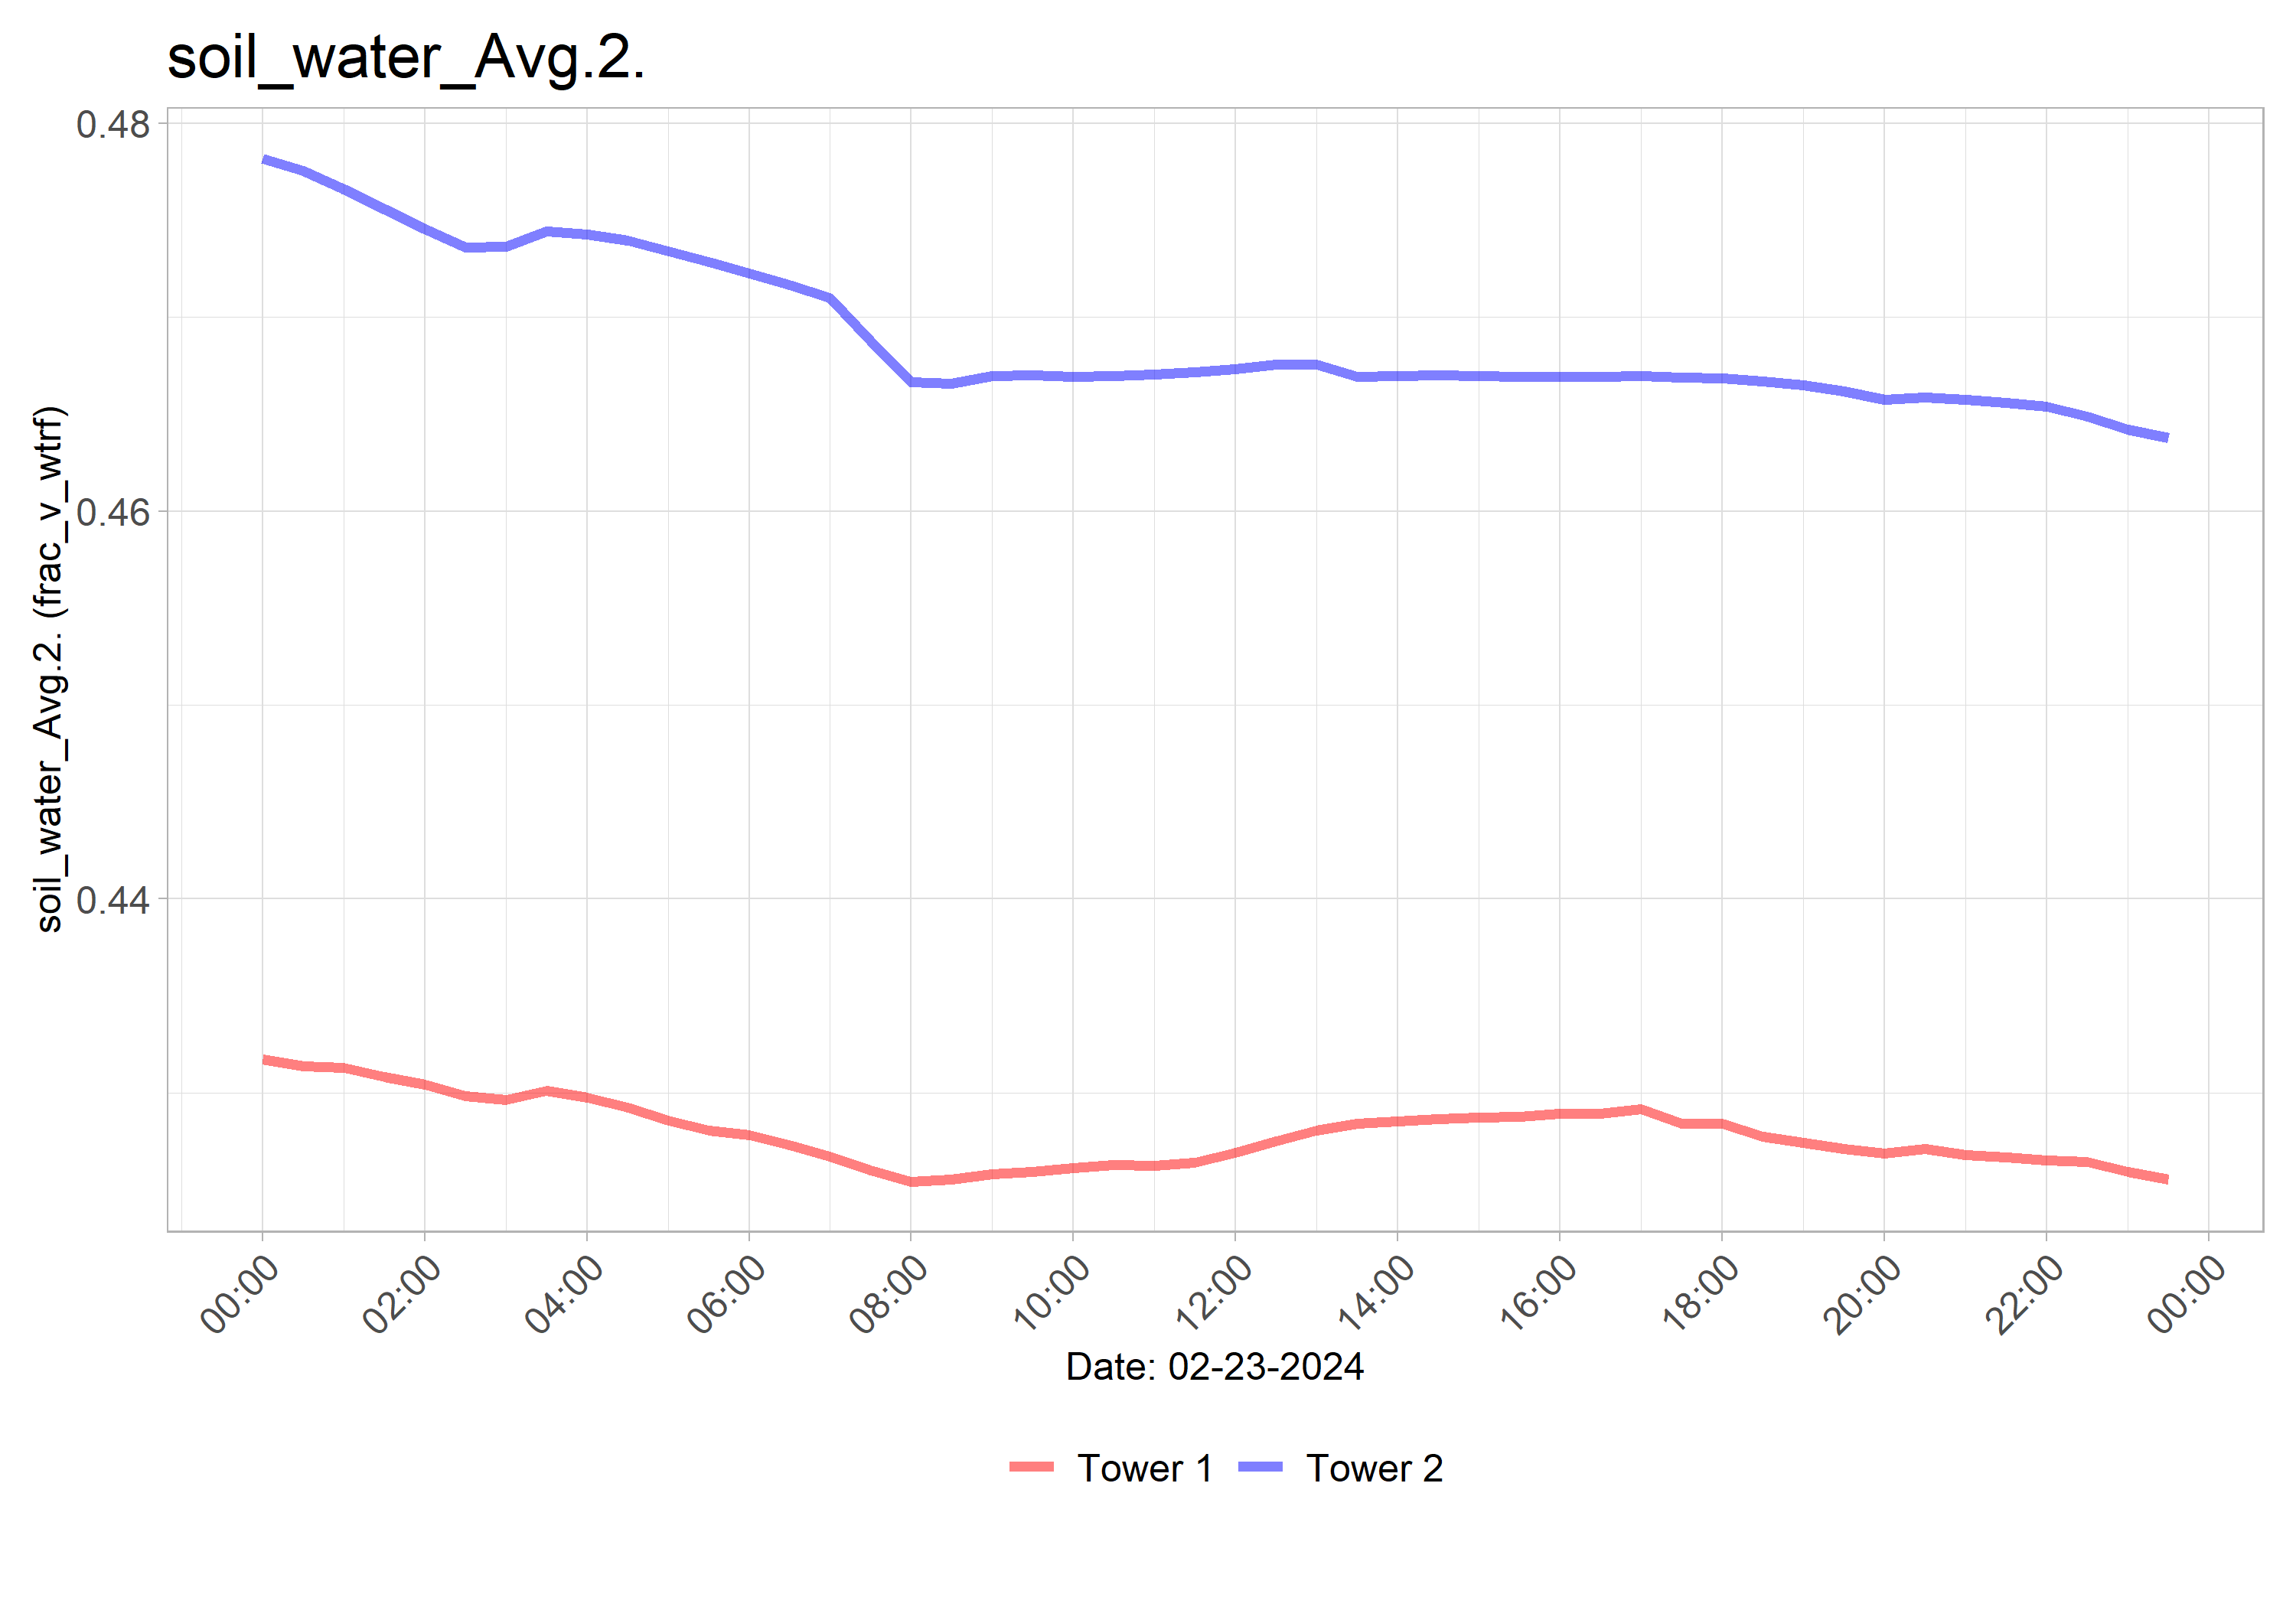 soil_water_Avg.2.
soil_water_Avg.2. (frac_v_wtrf)
0.48
0.46
0.44
00:00 02:00 04:00 06:00 08:00 10:00 12:00 14:00 16:00 18:00 20:00 22:00 00:00
Date: 02-23-2024
Tower 1 Tower 2